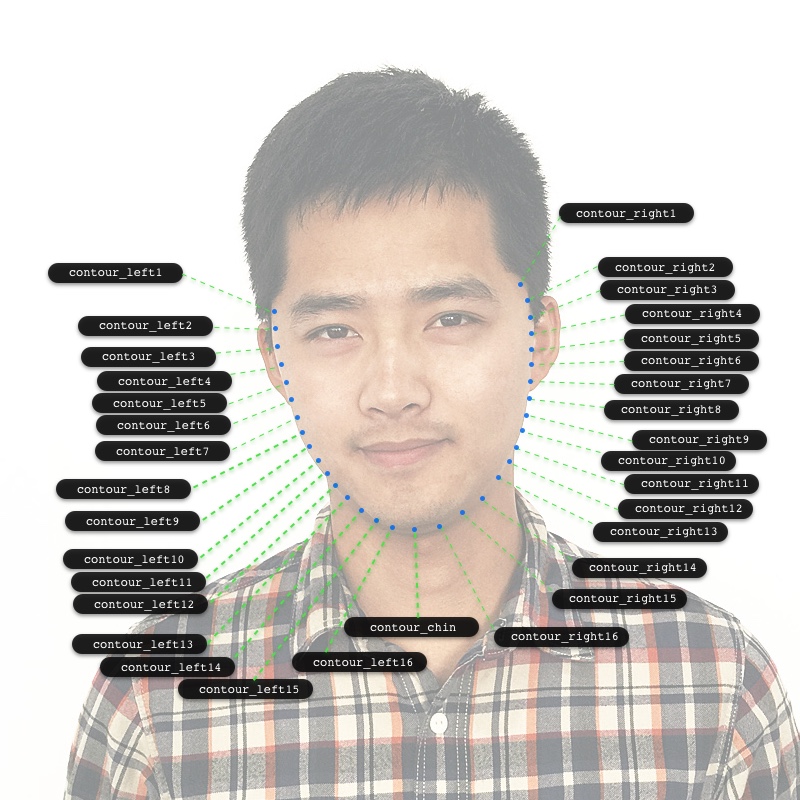 contour_right1
contour_left1
contour_right2
contour_right3
contour_right4
contour_left2
contour_right5
contour_left3
contour_right6
contour_left4
contour_right7
contour_left5
contour_right8
contour_left6
contour_right9
contour_left7
contour_right10
contour_right11
contour_left8
contour_right12
contour_left9
contour_right13
contour_left10
contour_right14
contour_left11
contour_right15
contour_left12
contour_chin
contour_right16
contour_left13
contour_left16
contour_left14
contour_left15